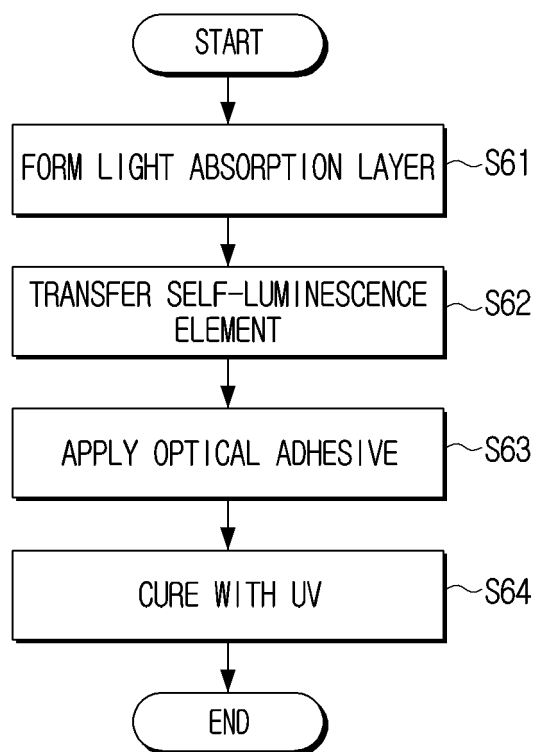 START
FORM LIGHT ABSORPTION LAYER
S61
TRANSFER SELF-LUMINESCENCE
ELEMENT
S62
APPLY OPTICAL ADHESIVE
S63
CURE WITH UV
S64
END